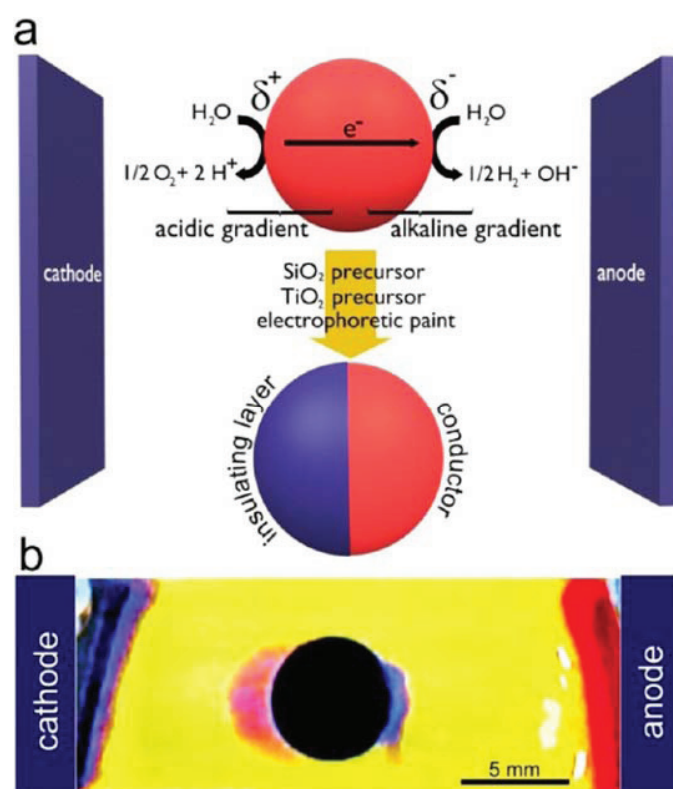 a
δ⁺ δ⁻
H₂O H₂O
e⁻
1/2 O₂ + 2 H⁺ 1/2 H₂ + OH⁻
acidic gradient alkaline gradient
cathode anode
SiO₂ precursor
TiO₂ precursor
electrophoretic paint
insulating layer conductor
b
cathode anode
5 mm